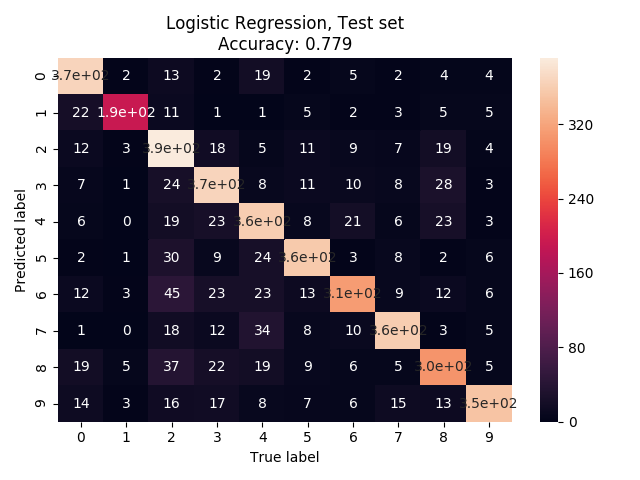 Logistic Regression, Test set
Accuracy: 0.779
0 3.7e+02 2 13 2 19 2 5 2 4 4
1 22 1.9e+02 11 1 1 5 2 3 5 5
2 12 3 3.9e+02 18 5 11 9 7 19 4
3 7 1 24 3.7e+02 8 11 10 8 28 3
4 6 0 19 23 3.6e+02 8 21 6 23 3
5 2 1 30 9 24 3.6e+02 3 8 2 6
6 12 3 45 23 23 13 3.1e+02 9 12 6
7 1 0 18 12 34 8 10 3.6e+02 3 5
8 19 5 37 22 19 9 6 5 3.0e+02 5
9 14 3 16 17 8 7 6 15 13 3.5e+02
0 1 2 3 4 5 6 7 8 9
True label
Predicted label
320
240
160
80
0